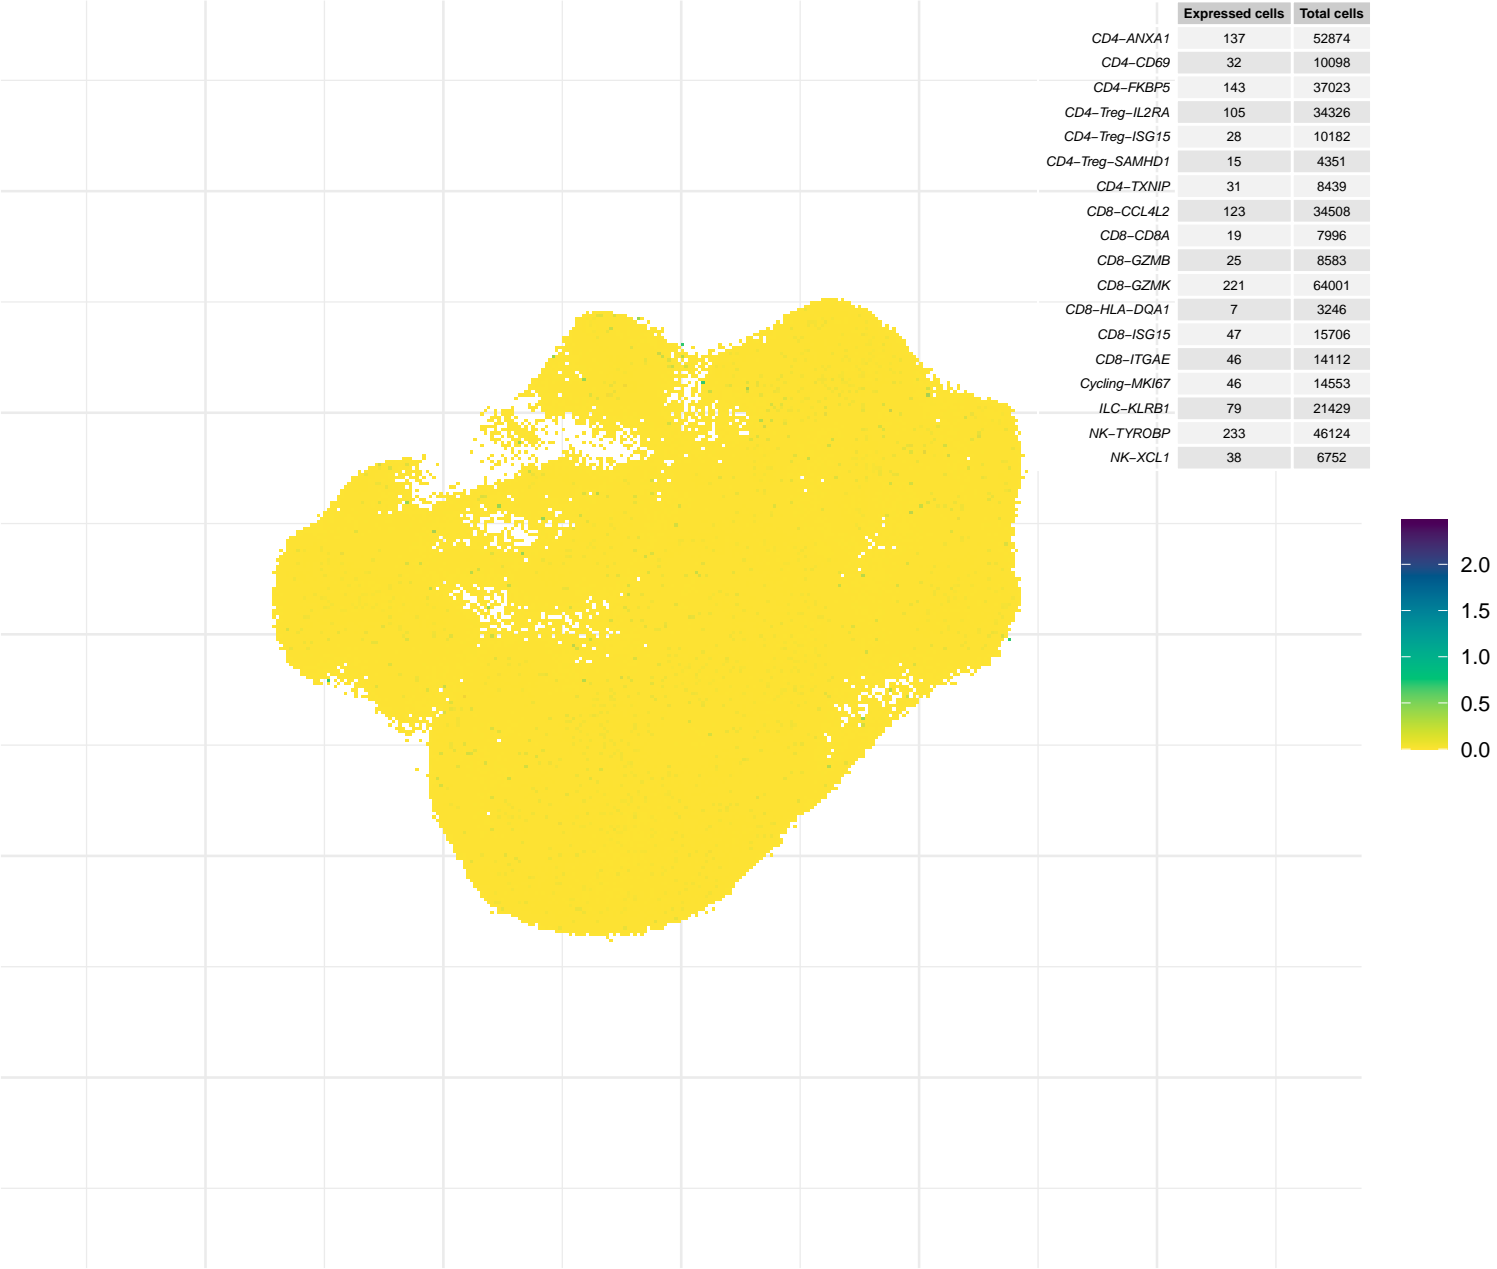 Expressed cells Total cells
CD4−ANXA1 137 52874
CD4−CD69 32 10098
CD4−FKBP5 143 37023
CD4−Treg−IL2RA 105 34326
CD4−Treg−ISG15 28 10182
CD4−Treg−SAMHD1 15 4351
CD4−TXNIP 31 8439
CD8−CCL4L2 123 34508
CD8−CD8A 19 7996
CD8−GZMB 25 8583
CD8−GZMK 221 64001
CD8−HLA−DQA1 7 3246
CD8−ISG15 47 15706
CD8−ITGAE 46 14112
Cycling−MKI67 46 14553
ILC−KLRB1 79 21429
NK−TYROBP 233 46124
NK−XCL1 38 6752
2.0
1.5
1.0
0.5
0.0